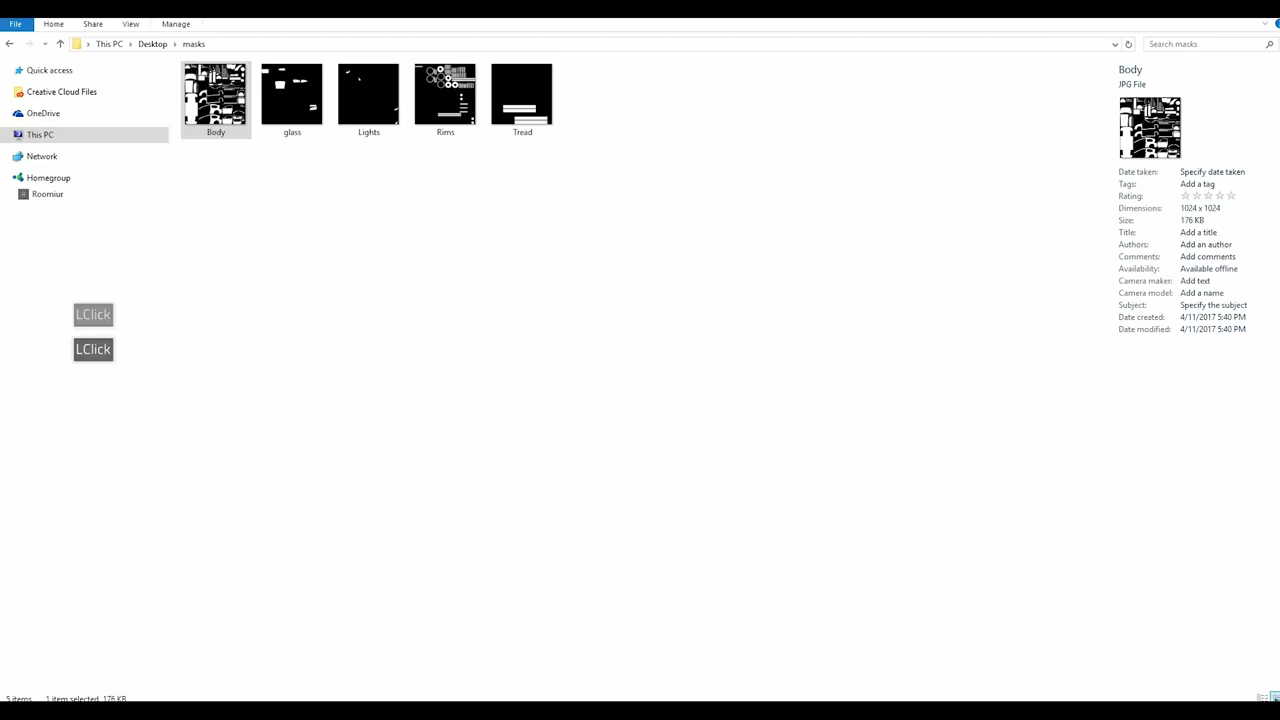 File Home Share View Manage
This PC Desktop masks
Search masks
Quick access
Creative Cloud Files
OneDrive
This PC
Network
Homegroup
Roomiur
LClick
LClick
Body glass Lights Rims Tread
Body
JPG File
Date taken: Specify date taken
Tags: Add a tag
Rating:
Dimensions: 1024 x 1024
Size: 176 KB
Title: Add a title
Authors: Add an author
Comments: Add comments
Availability: Available offline
Camera maker: Add text
Camera model: Add a name
Subject: Specify the subject
Date created: 4/11/2017 5:40 PM
Date modified: 4/11/2017 5:40 PM
5 items 1 item selected, 176 KB